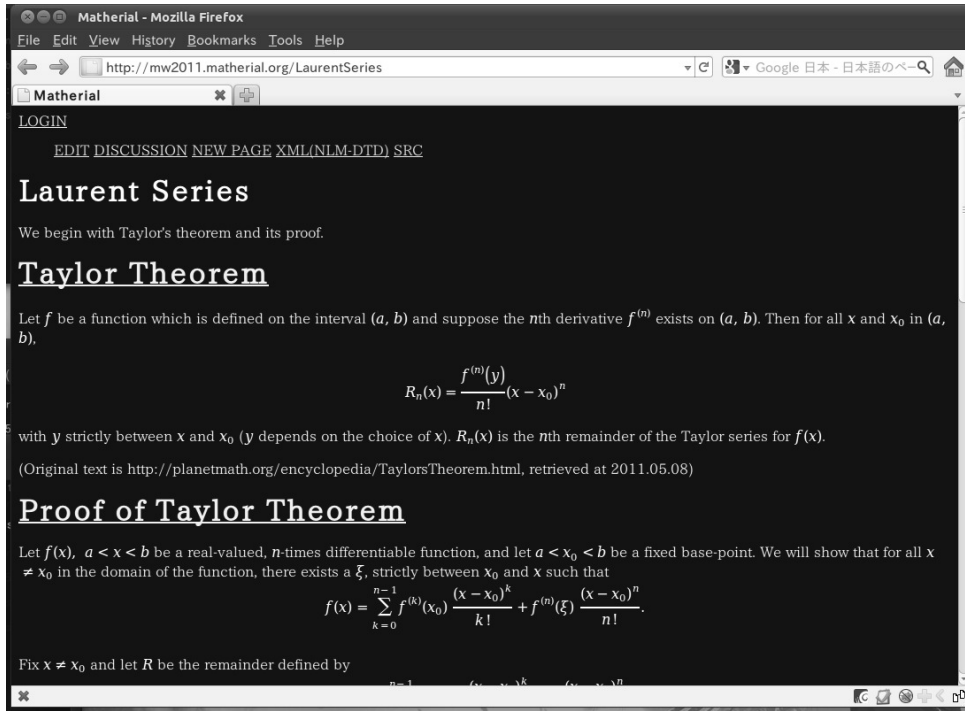 Matherial - Mozilla Firefox
File Edit View History Bookmarks Tools Help
http://mw2011.matherial.org/LaurentSeries
Google 日本 - 日本語のペー
Matherial
LOGIN
EDIT DISCUSSION NEW PAGE XML(NLM-DTD) SRC
Laurent Series
We begin with Taylor's theorem and its proof.
Taylor Theorem
Let f be a function which is defined on the interval (a, b) and suppose the nth derivative f^(n) exists on (a, b). Then for all x and x₀ in (a,
b),
R_n(x) = f^(n)(y)/n! (x − x₀)^n
with y strictly between x and x₀ (y depends on the choice of x). R_n(x) is the nth remainder of the Taylor series for f(x).
(Original text is http://planetmath.org/encyclopedia/TaylorsTheorem.html, retrieved at 2011.05.08)
Proof of Taylor Theorem
Let f(x), a < x < b be a real-valued, n-times differentiable function, and let a < x₀ < b be a fixed base-point. We will show that for all x
≠ x₀ in the domain of the function, there exists a ξ, strictly between x₀ and x such that
f(x) = ∑_{k=0}^{n−1} f^(k)(x₀) (x − x₀)^k/k! + f^(n)(ξ) (x − x₀)^n/n!.
Fix x ≠ x₀ and let R be the remainder defined by